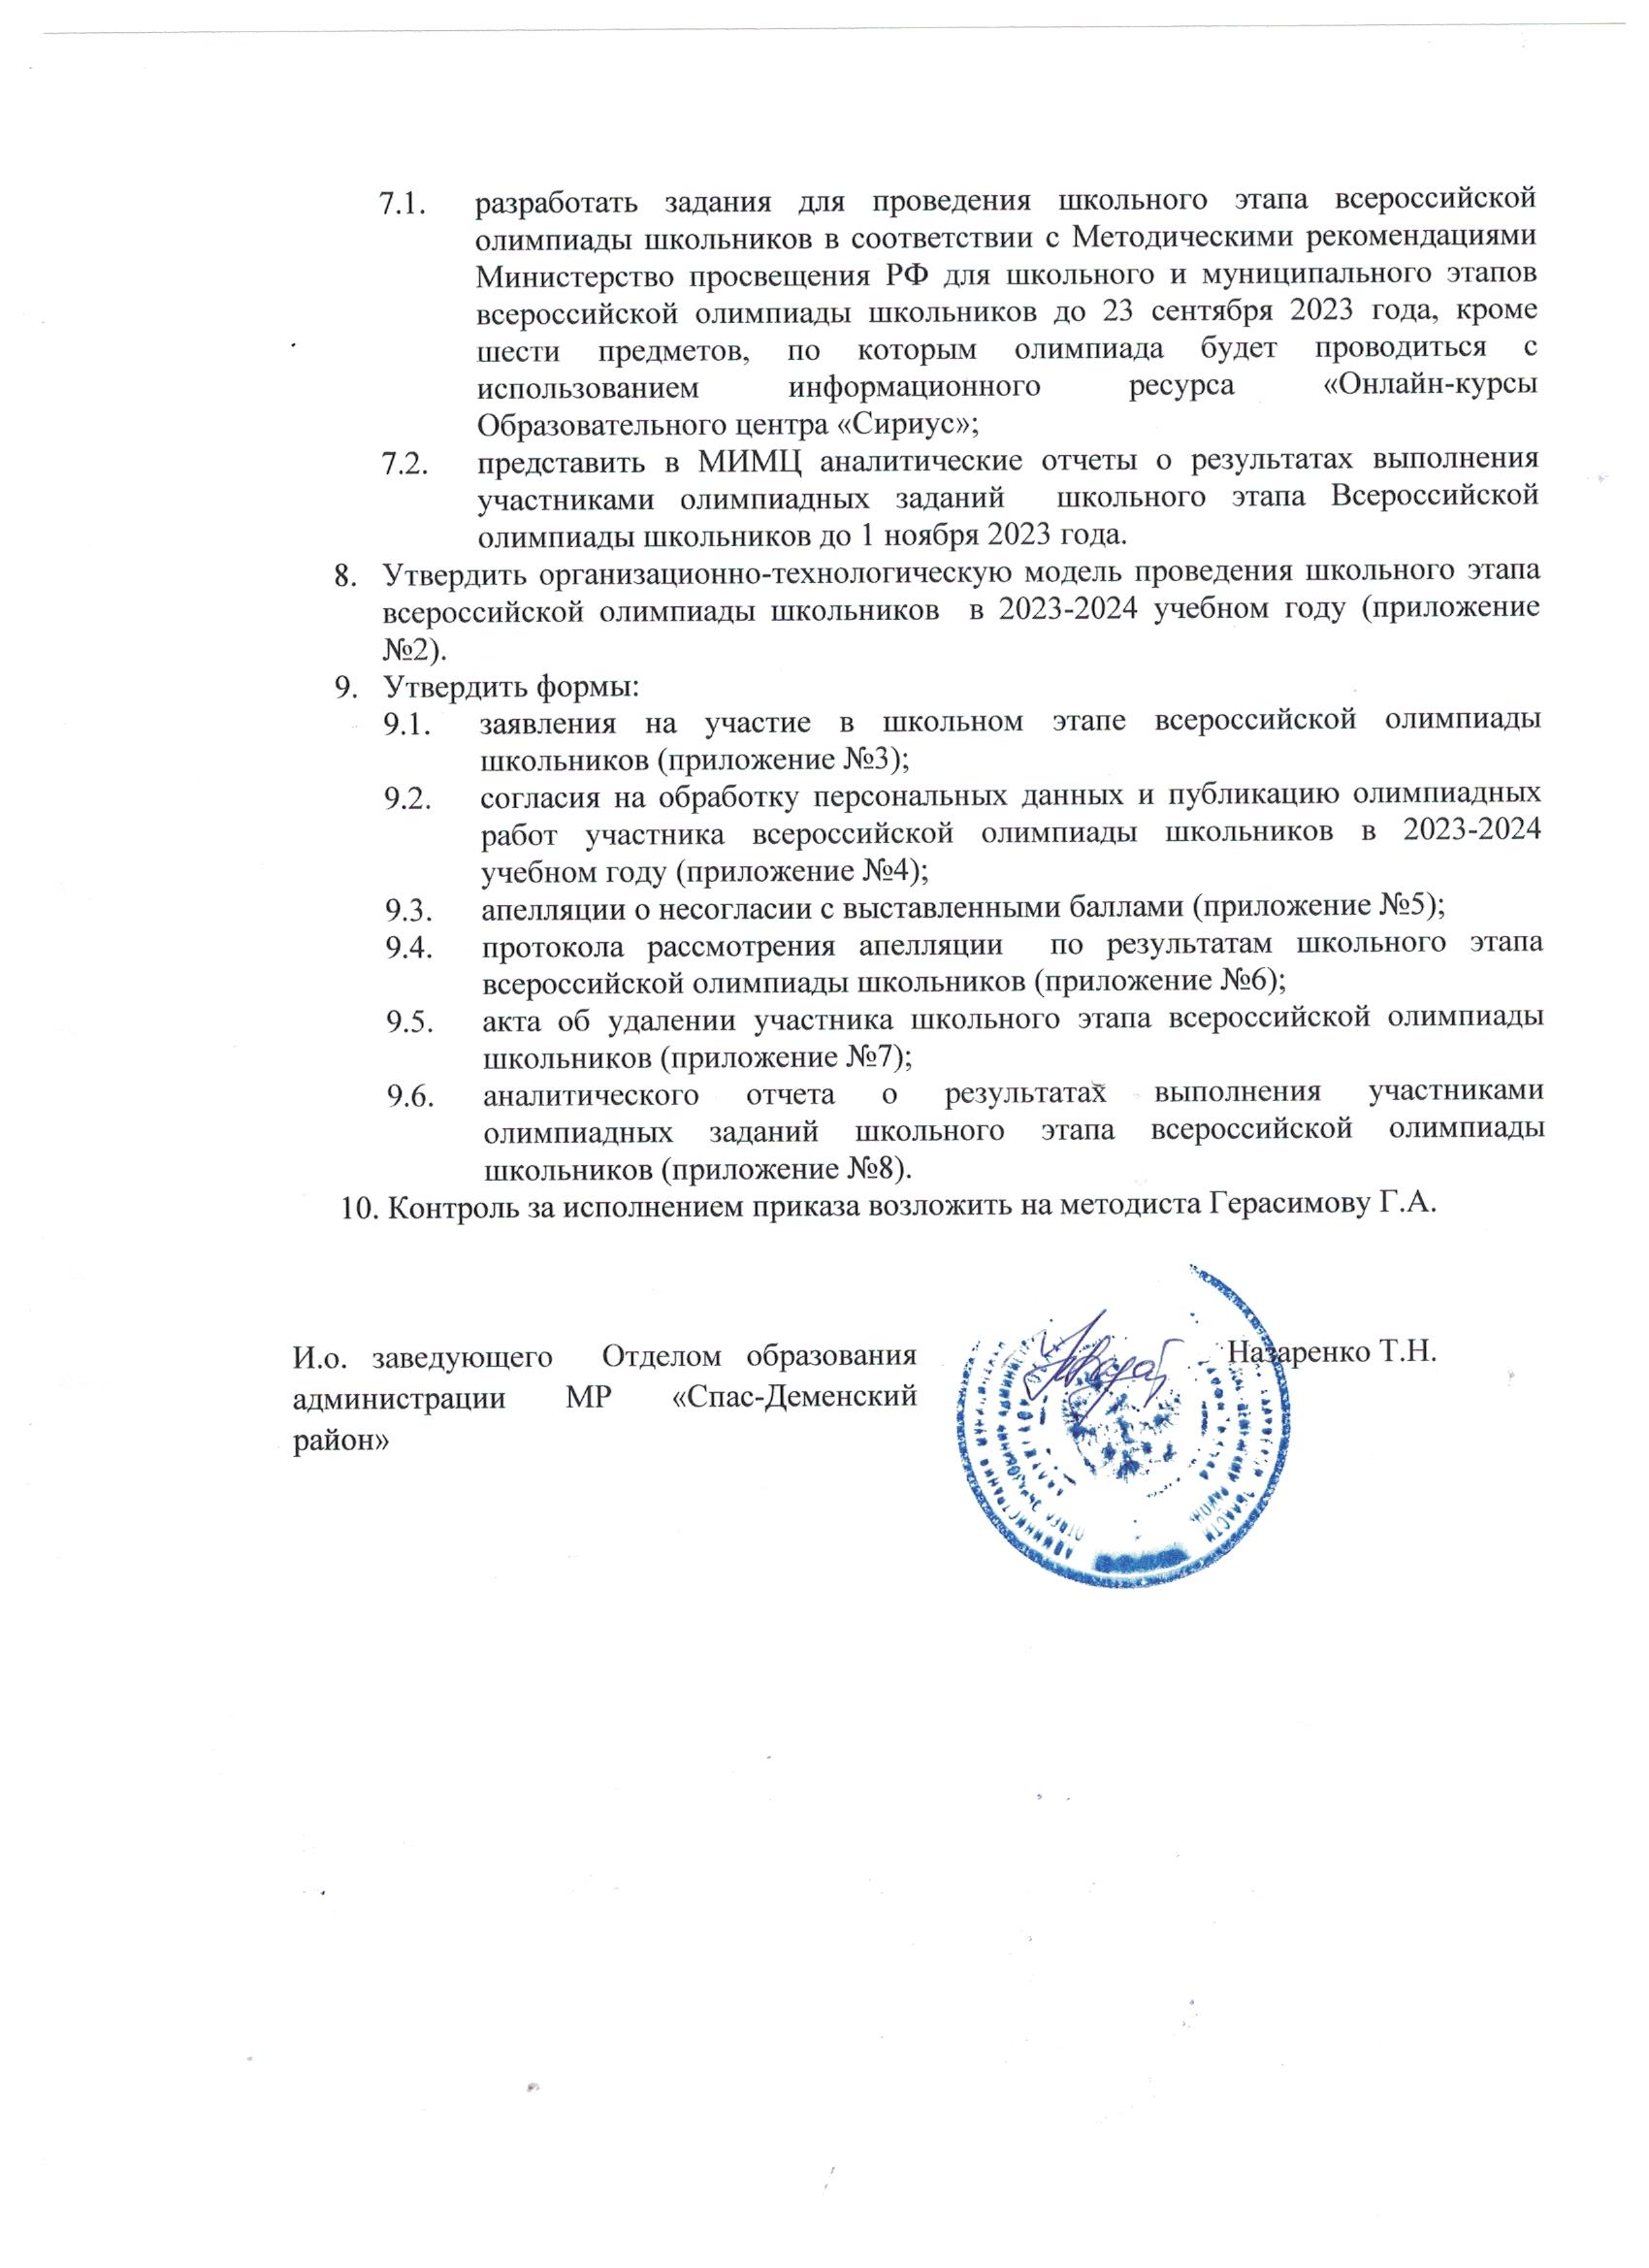 7.1. разработать задания для проведения школьного этапа всероссийской
олимпиады школьников в соответствии с Методическими рекомендациями
Министерство просвещения РФ для школьного и муниципального этапов
всероссийской олимпиады школьников до 23 сентября 2023 года, кроме
шести предметов, по которым олимпиада будет проводиться с
использованием информационного ресурса «Онлайн-курсы
Образовательного центра «Сириус»;
7.2. представить в МИМЦ аналитические отчеты о результатах выполнения
участниками олимпиадных заданий школьного этапа Всероссийской
олимпиады школьников до 1 ноября 2023 года.
8. Утвердить организационно-технологическую модель проведения школьного этапа
всероссийской олимпиады школьников в 2023-2024 учебном году (приложение
№2).
9. Утвердить формы:
9.1. заявления на участие в школьном этапе всероссийской олимпиады
школьников (приложение №3);
9.2. согласия на обработку персональных данных и публикацию олимпиадных
работ участника всероссийской олимпиады школьников в 2023-2024
учебном году (приложение №4);
9.3. апелляции о несогласии с выставленными баллами (приложение №5);
9.4. протокола рассмотрения апелляции по результатам школьного этапа
всероссийской олимпиады школьников (приложение №6);
9.5. акта об удалении участника школьного этапа всероссийской олимпиады
школьников (приложение №7);
9.6. аналитического отчета о результатах выполнения участниками
олимпиадных заданий школьного этапа всероссийской олимпиады
школьников (приложение №8).
10. Контроль за исполнением приказа возложить на методиста Герасимову Г.А.
И.о. заведующего Отделом образования Назаренко Т.Н.
администрации МР «Спас-Деменский
район»